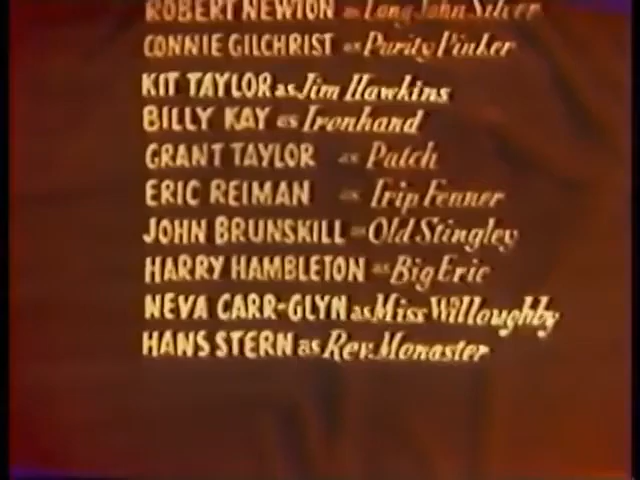 ROBERT NEWTON as Long John Silver
CONNIE GILCHRIST as Purity Pinker
KIT TAYLOR as Jim Hawkins
BILLY KAY as Ironhand
GRANT TAYLOR as Patch
ERIC REIMAN as Trip Fenner
JOHN BRUNSKILL as Old Stingley
HARRY HAMBLETON as Big Eric
NEVA CARR-GLYN as Miss Willoughby
HANS STERN as Rev. Monaster